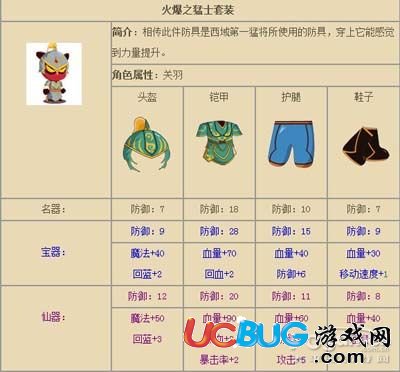 火爆之猛士套装
简介：相传此件防具是西域第一猛将所使用的防具，穿上它能感觉
到力量提升。
角色属性：关羽
头盔 铠甲 护腿 鞋子
名器： 防御：7 防御：18 防御：10 防御：7
宝器： 防御：9 防御：28 防御：15 防御：9
魔法+40 血量+70 血量+40 血量+30
回蓝+2 回血+2 防御+6 移动速度+1
仙器： 防御：12 防御：20 防御：11 防御：8
魔法+50 血量+90 血量+60 血量+40
回蓝+3
暴击率+2 攻击+5
UCBUG游戏网
.com